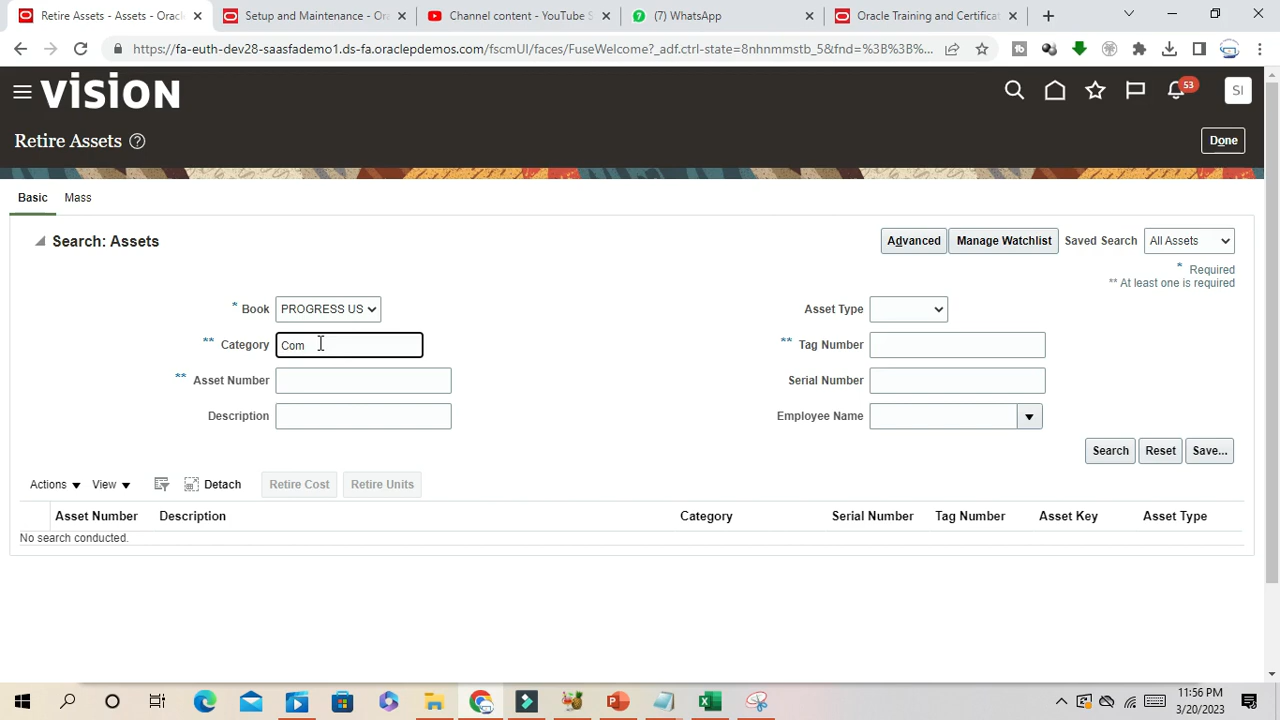 Retire Assets - Assets - Orac
Setup and Maintenance - O
Channel content - YouTube S
(7) WhatsApp
Oracle Training and Certificat
https://fa-euth-dev28-saasfademo1.ds-fa.oraclepdemos.com/fscmUI/faces/FuseWelcome?_adf.ctrl-state=8nhnmmstb_5&fnd=%3B%3B%...
VISION
53
SI
Retire Assets
Done
Basic
Mass
Search: Assets
Advanced
Manage Watchlist
Saved Search
All Assets
* Required
** At least one is required
* Book
PROGRESS US
Asset Type
** Category
Com
** Tag Number
** Asset Number
Serial Number
Description
Employee Name
Search
Reset
Save...
Actions
View
Detach
Retire Cost
Retire Units
Asset Number
Description
Category
Serial Number
Tag Number
Asset Key
Asset Type
No search conducted.
11:56 PM
3/20/2023